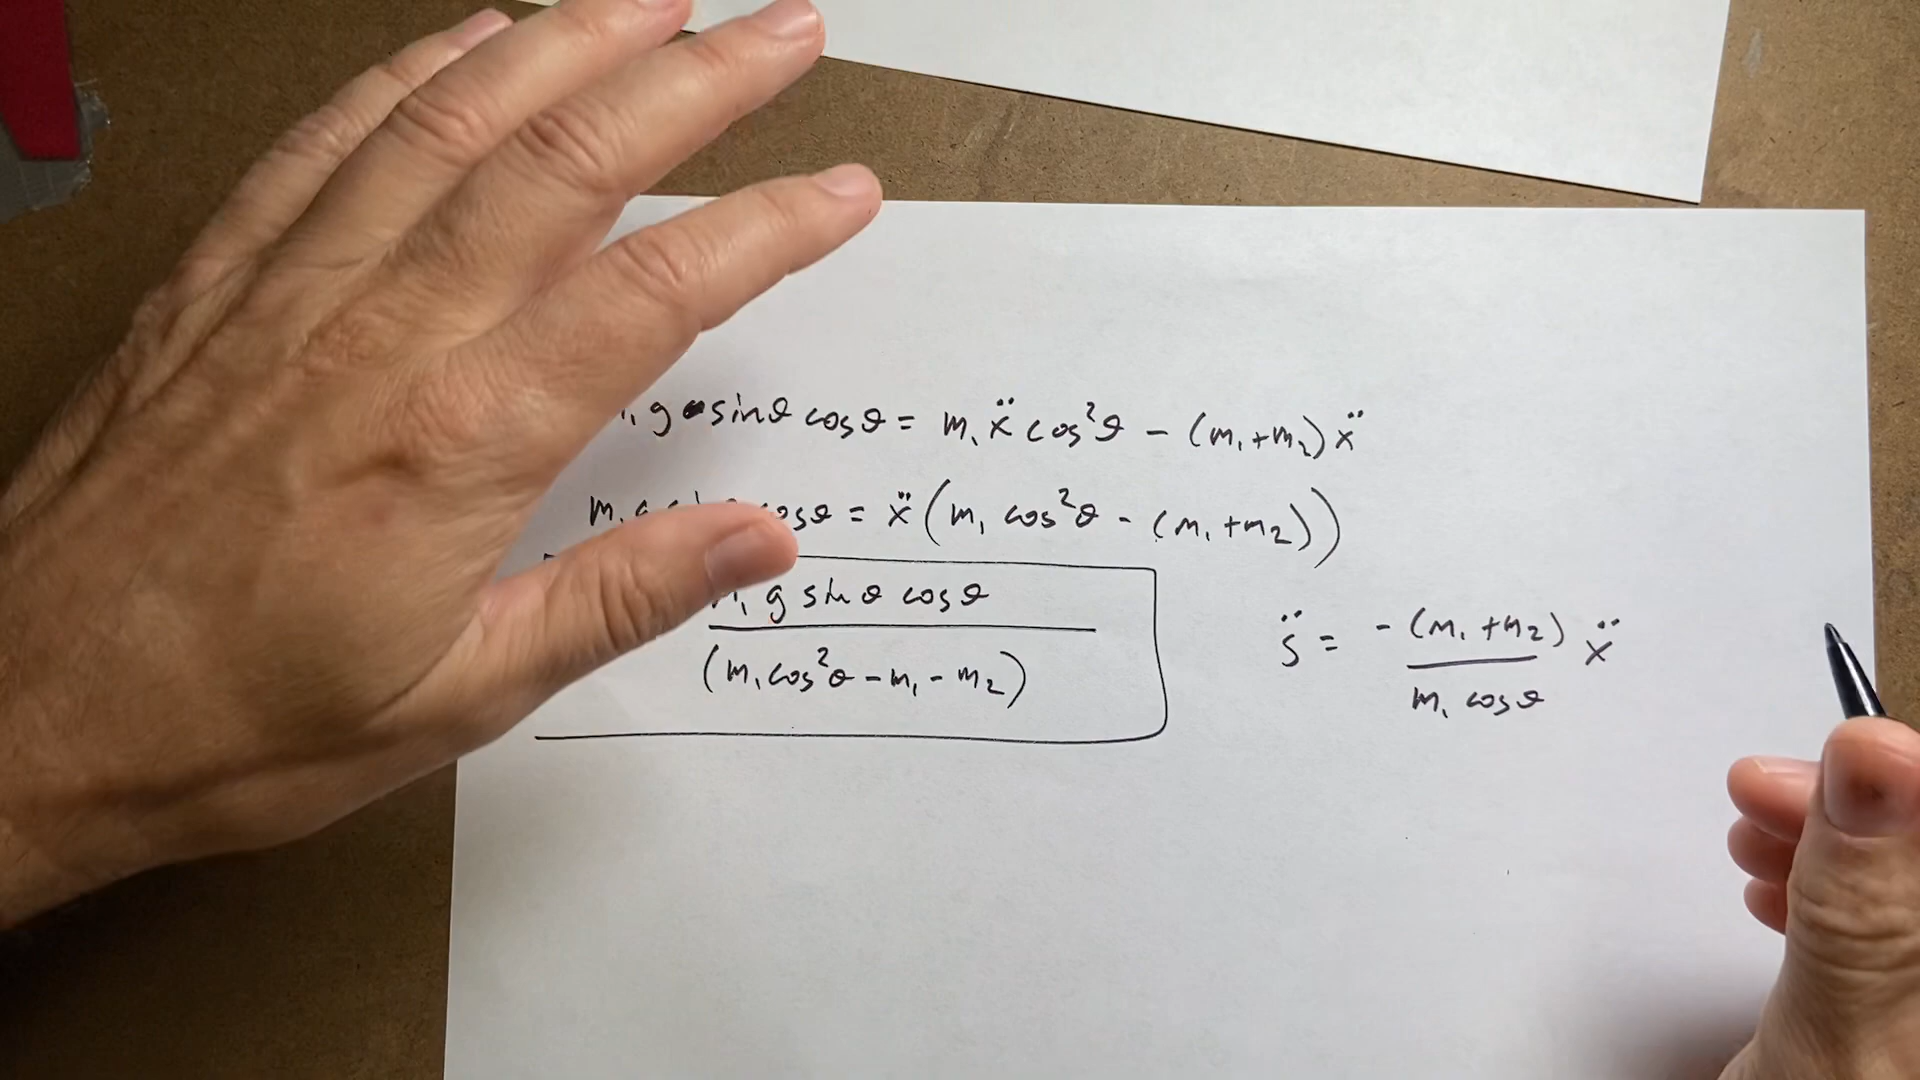 g sinθ cosθ = m₁ẍ cos²θ - (m₁+m₂)ẍ
m₁g cosθ = ẍ(m₁ cos²θ - (m₁+m₂))
m₁ g sinθ cosθ
(m₁cos²θ - m₁ - m₂)
s̈ = -(m₁+m₂)/(m₁ cosθ) ẍ